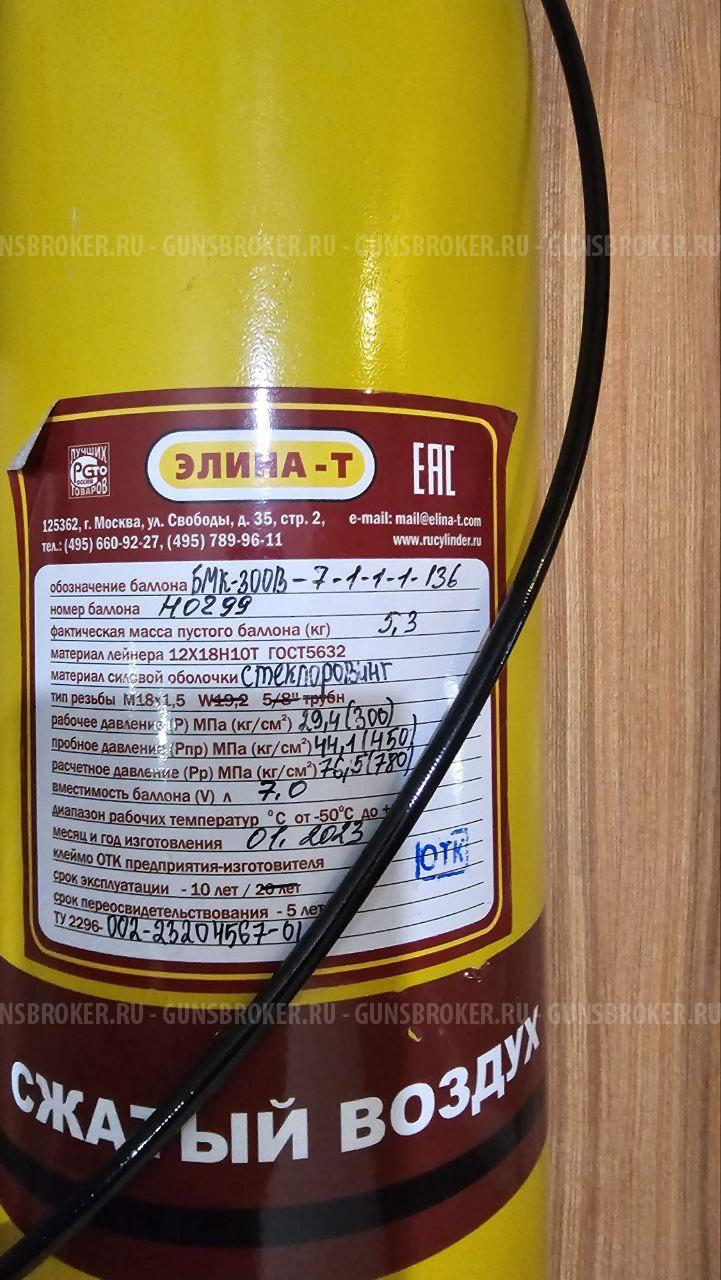 NSBROKER.RU - GUNSBROKER.RU - GUNSBROKER.RU - GUNSBROKER.RU
ЛУЧШИХ
РСТО
РОССИИ
ТОВАРОВ
ЭЛИНА-Т
ЕАС
125362, г. Москва, ул. Свободы, д. 35, стр. 2, e-mail: mail@elina-t.com
тел.: (495) 660-92-27, (495) 789-96-11 www.rucylinder.ru
обозначение баллона БМК-300В-7-1-1-1-136
номер баллона Н0299
фактическая масса пустого баллона (кг) 5,3
материал лейнера 12Х18Н10Т ГОСТ5632
материал силовой оболочки стеклоровинг
тип резьбы М18х1,5 W19,2 5/8" трубн
рабочее давление (Р) МПа (кг/см²) 29,4 (300)
пробное давление (Рпр) МПа (кг/см²) 44,1 (450)
расчетное давление (Рр) МПа (кг/см²) 76,5 (780)
вместимость баллона (V) л 7,0
диапазон рабочих температур °С от -50°С до +
месяц и год изготовления 01.2023
клеймо ОТК предприятия-изготовителя
ОТК
срок эксплуатации - 10 лет / 20 лет
срок переосвидетельствования - 5 лет
ТУ 2296-002-23204567-01
NSBROKER.RU - GUNSBROKER.RU - GUNSBROKER.RU - GUNSBROKER.RU
СЖАТЫЙ ВОЗДУХ